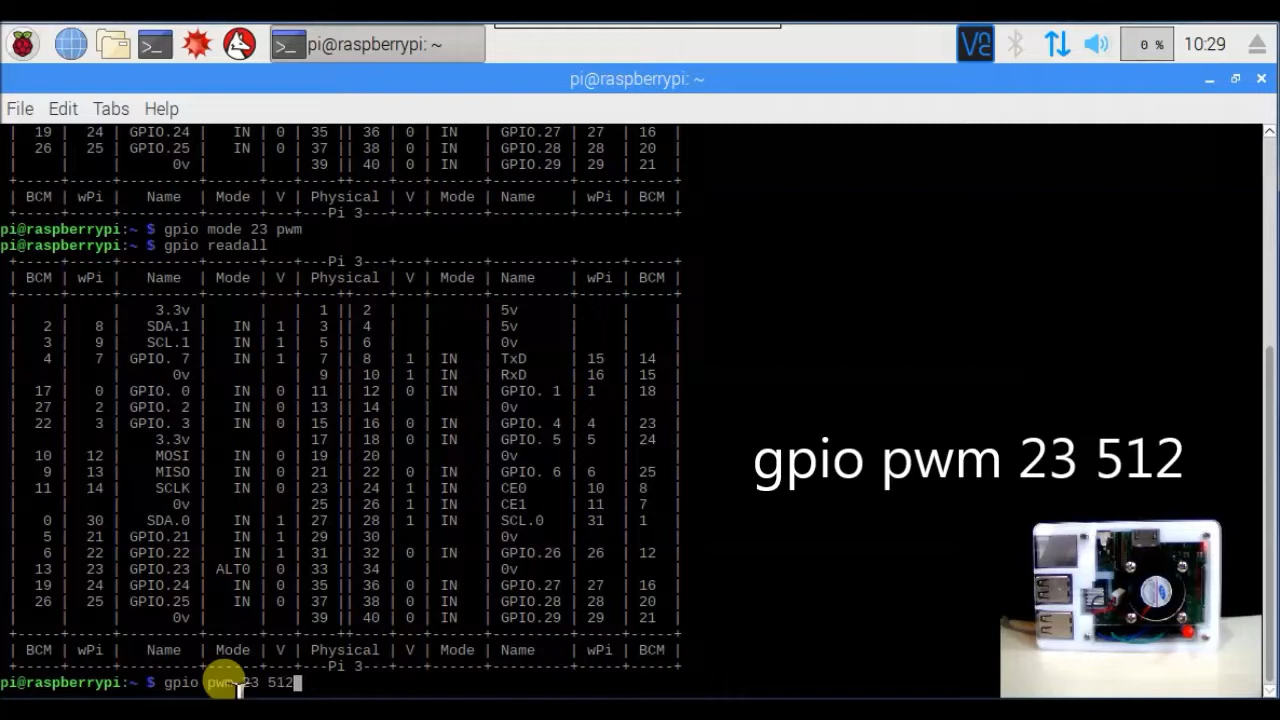 pi@raspberrypi: ~
V2
0 %
10:29
pi@raspberrypi: ~
File Edit Tabs Help
| 19 | 24 | GPIO.24 | IN | 0 | 35 || 36 | 0 | IN | GPIO.27 | 27 | 16 |
| 26 | 25 | GPIO.25 | IN | 0 | 37 || 38 | 0 | IN | GPIO.28 | 28 | 20 |
| | | 0v | | | 39 || 40 | 0 | IN | GPIO.29 | 29 | 21 |
+-----+-----+---------+------+---+----++----+---+------+---------+-----+-----+
| BCM | wPi | Name | Mode | V | Physical | V | Mode | Name | wPi | BCM |
+-----+-----+---------+------+---+---Pi 3---+---+------+---------+-----+-----+
pi@raspberrypi:~ $ gpio mode 23 pwm
pi@raspberrypi:~ $ gpio readall
+-----+-----+---------+------+---+---Pi 3---+---+------+---------+-----+-----+
| BCM | wPi | Name | Mode | V | Physical | V | Mode | Name | wPi | BCM |
+-----+-----+---------+------+---+----++----+---+------+---------+-----+-----+
| | | 3.3v | | | 1 || 2 | | | 5v | | |
| 2 | 8 | SDA.1 | IN | 1 | 3 || 4 | | | 5v | | |
| 3 | 9 | SCL.1 | IN | 1 | 5 || 6 | | | 0v | | |
| 4 | 7 | GPIO. 7 | IN | 1 | 7 || 8 | 1 | IN | TxD | 15 | 14 |
| | | 0v | | | 9 || 10 | 1 | IN | RxD | 16 | 15 |
| 17 | 0 | GPIO. 0 | IN | 0 | 11 || 12 | 0 | IN | GPIO. 1 | 1 | 18 |
| 27 | 2 | GPIO. 2 | IN | 0 | 13 || 14 | | | 0v | | |
| 22 | 3 | GPIO. 3 | IN | 0 | 15 || 16 | 0 | IN | GPIO. 4 | 4 | 23 |
| | | 3.3v | | | 17 || 18 | 0 | IN | GPIO. 5 | 5 | 24 |
| 10 | 12 | MOSI | IN | 0 | 19 || 20 | | | 0v | | |
| 9 | 13 | MISO | IN | 0 | 21 || 22 | 0 | IN | GPIO. 6 | 6 | 25 |
| 11 | 14 | SCLK | IN | 0 | 23 || 24 | 1 | IN | CE0 | 10 | 8 |
| | | 0v | | | 25 || 26 | 1 | IN | CE1 | 11 | 7 |
| 0 | 30 | SDA.0 | IN | 1 | 27 || 28 | 1 | IN | SCL.0 | 31 | 1 |
| 5 | 21 | GPIO.21 | IN | 1 | 29 || 30 | | | 0v | | |
| 6 | 22 | GPIO.22 | IN | 1 | 31 || 32 | 0 | IN | GPIO.26 | 26 | 12 |
| 13 | 23 | GPIO.23 | ALT0 | 0 | 33 || 34 | | | 0v | | |
| 19 | 24 | GPIO.24 | IN | 0 | 35 || 36 | 0 | IN | GPIO.27 | 27 | 16 |
| 26 | 25 | GPIO.25 | IN | 0 | 37 || 38 | 0 | IN | GPIO.28 | 28 | 20 |
| | | 0v | | | 39 || 40 | 0 | IN | GPIO.29 | 29 | 21 |
+-----+-----+---------+------+---+----++----+---+------+---------+-----+-----+
| BCM | wPi | Name | Mode | V | Physical | V | Mode | Name | wPi | BCM |
+-----+-----+---------+------+---+---Pi 3---+---+------+---------+-----+-----+
pi@raspberrypi:~ $ gpio pwm 23 512
gpio pwm 23 512